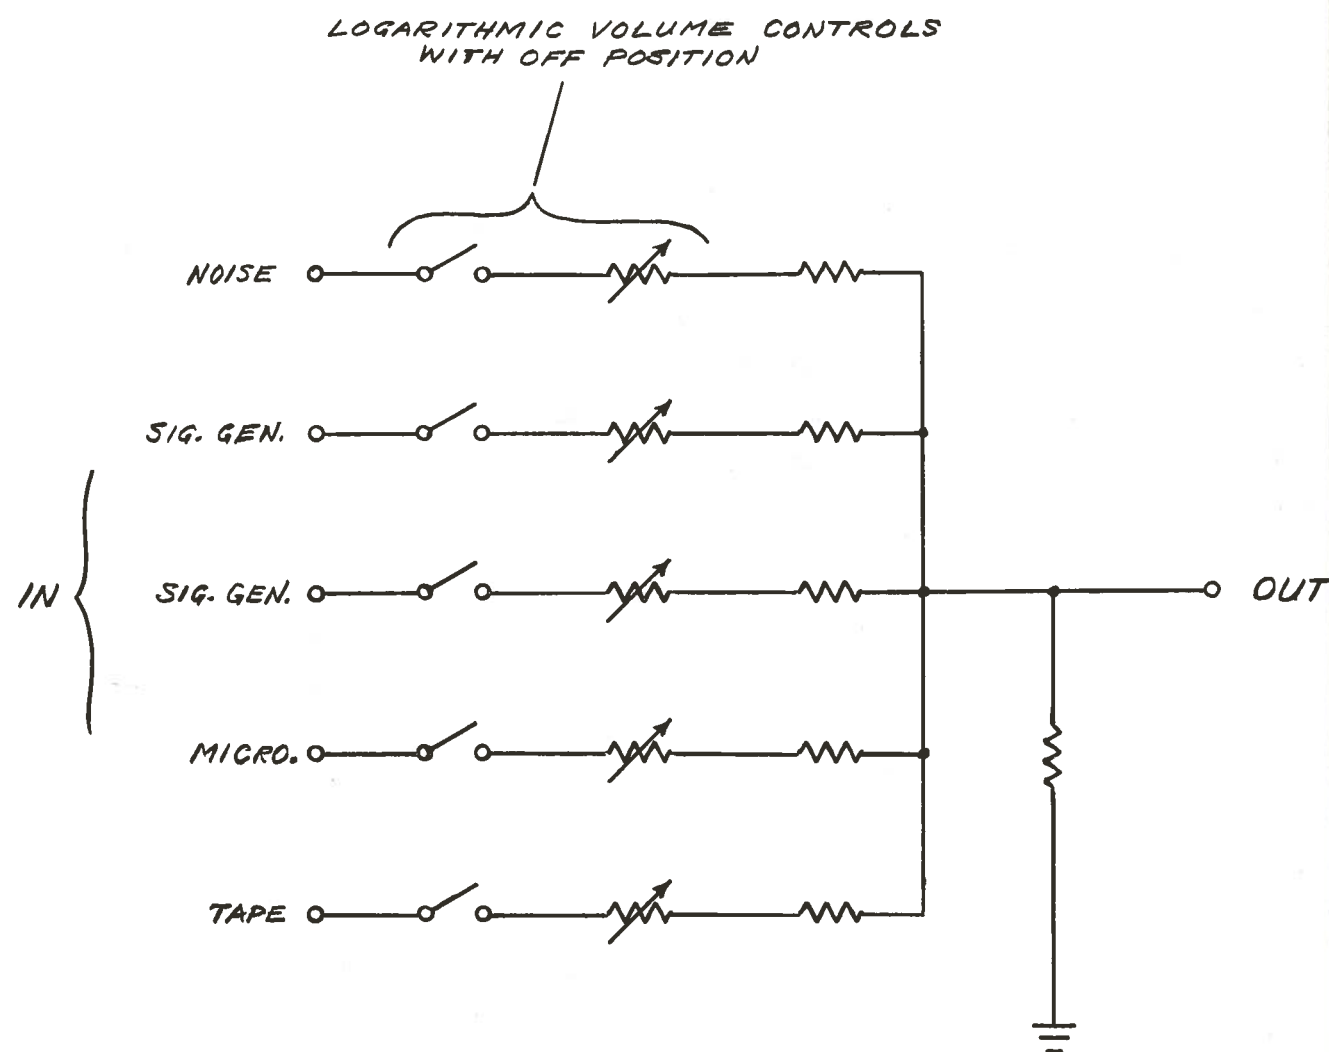 LOGARITHMIC VOLUME CONTROLS
WITH OFF POSITION
NOISE
SIG. GEN.
IN
SIG. GEN.
OUT
MICRO.
TAPE